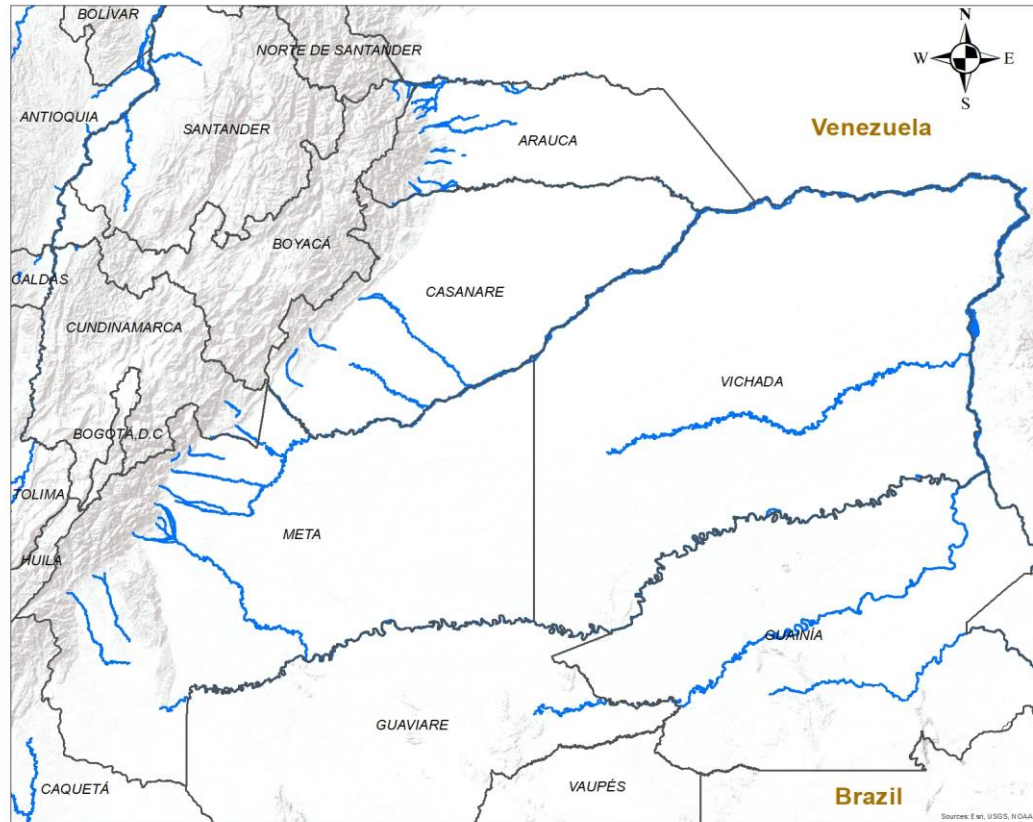 BOLÍVAR
NORTE DE SANTANDER
N
W
E
S
ANTIOQUIA
SANTANDER
ARAUCA
Venezuela
BOYACÁ
CALDAS
CASANARE
CUNDINAMARCA
VICHADA
BOGOTÁ,D.C
TOLIMA
META
HUILA
GUAINÍA
GUAVIARE
CAQUETÁ
VAUPÉS
Brazil
Sources: Esri, USGS, NOAA